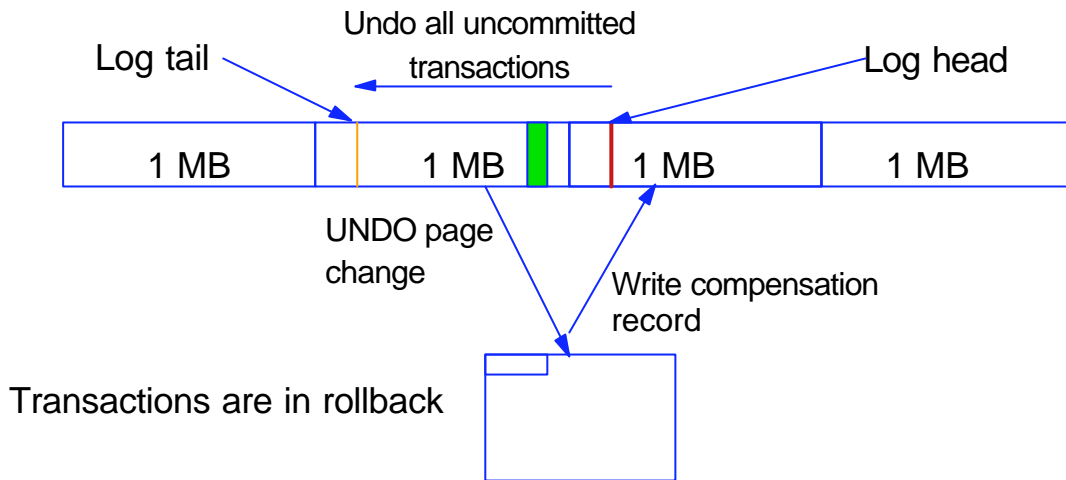 Undo all uncommitted
transactions
Log tail
Log head
1 MB
1 MB
1 MB
1 MB
UNDO page
change
Write compensation
record
Transactions are in rollback